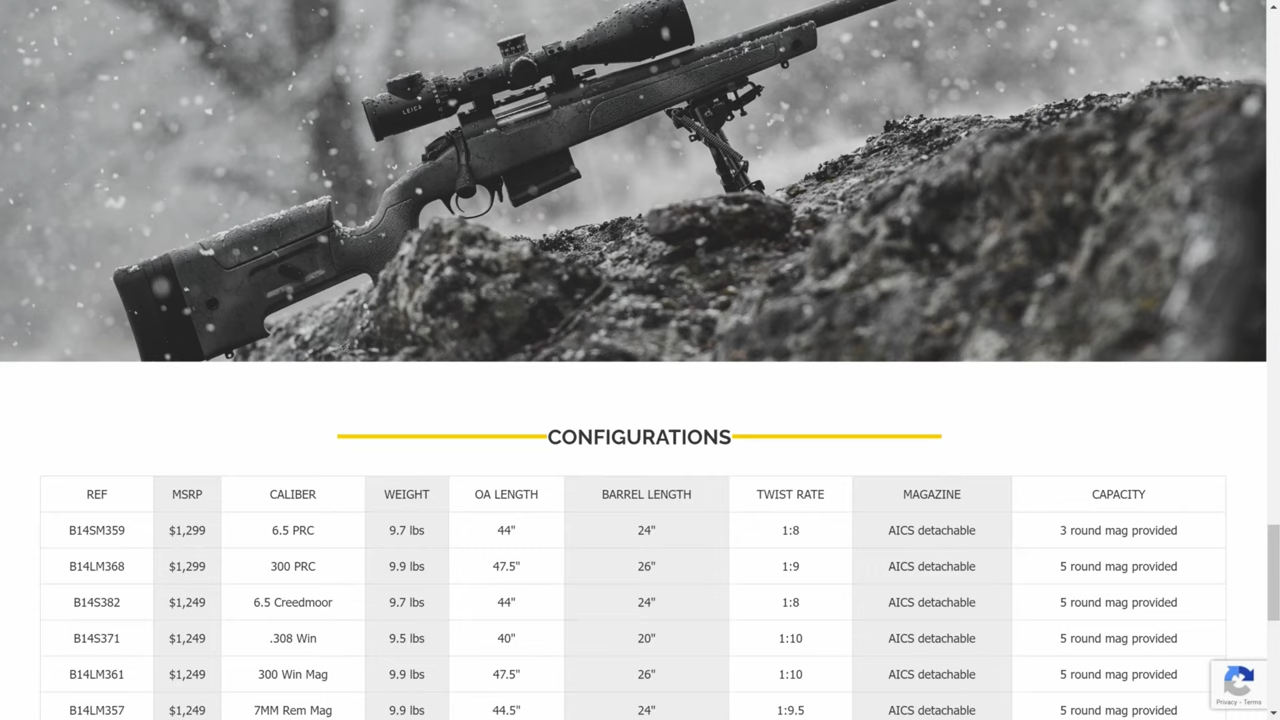 LEICA
CONFIGURATIONS
REF MSRP CALIBER WEIGHT OA LENGTH BARREL LENGTH TWIST RATE MAGAZINE CAPACITY
B14SM359 $1,299 6.5 PRC 9.7 lbs 44" 24" 1:8 AICS detachable 3 round mag provided
B14LM368 $1,299 300 PRC 9.9 lbs 47.5" 26" 1:9 AICS detachable 5 round mag provided
B14S382 $1,249 6.5 Creedmoor 9.7 lbs 44" 24" 1:8 AICS detachable 5 round mag provided
B14S371 $1,249 .308 Win 9.5 lbs 40" 20" 1:10 AICS detachable 5 round mag provided
B14LM361 $1,249 300 Win Mag 9.9 lbs 47.5" 26" 1:10 AICS detachable 5 round mag provided
B14LM357 $1,249 7MM Rem Mag 9.9 lbs 44.5" 24" 1:9.5 AICS detachable 5 round mag provided
Privacy - Terms